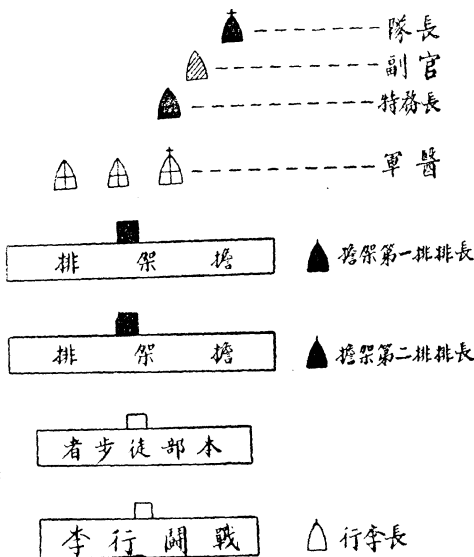 隊長
副官
特務長
軍醫
擔架排
擔架第一排排長
擔架排
擔架第二排排長
本部徒步者
戰鬪行李
行李長